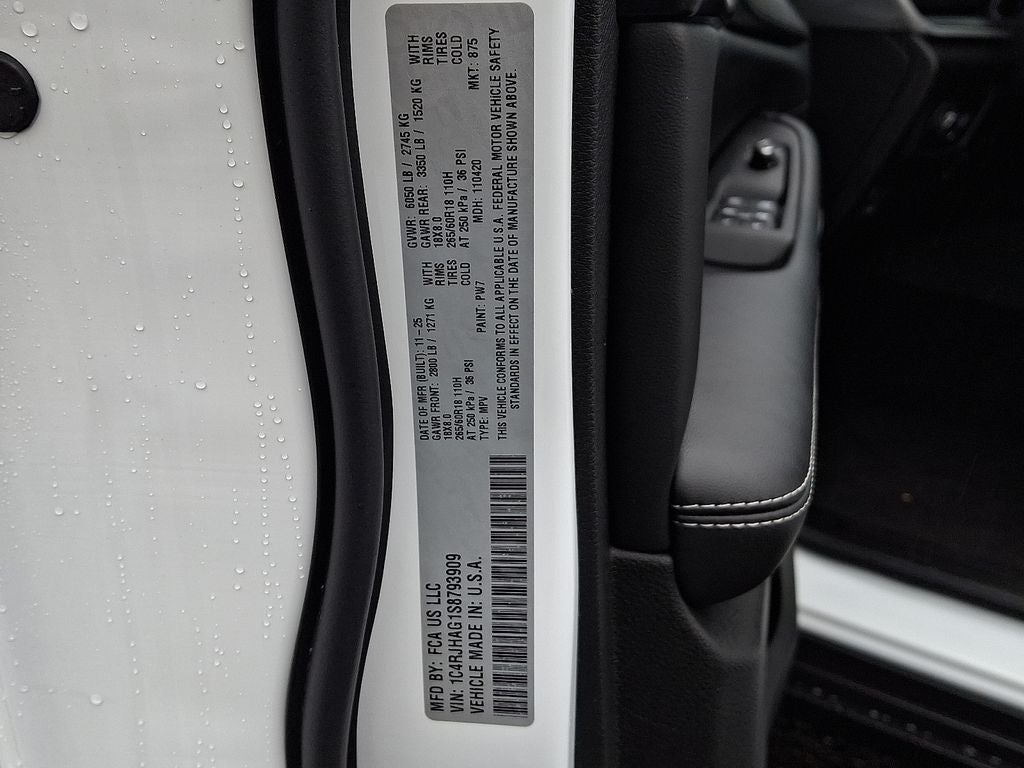 MFD BY: FCA US LLC
VIN: 1C4RJHAG1S8793909
VEHICLE MADE IN: U.S.A.
DATE OF MFR (BUILT): 11-25
GAWR FRONT: 2800 LB / 1271 KG WITH
18X8.0 RIMS
265/60R18 110H TIRES
AT 250 kPa / 36 PSI COLD
TYPE: MPV PAINT: PW7
GVWR: 6050 LB / 2745 KG
GAWR REAR: 3350 LB / 1520 KG WITH
18X8.0 RIMS
265/60R18 110H TIRES
AT 250 kPa / 36 PSI COLD
MDH: 110420 MKT: 875
THIS VEHICLE CONFORMS TO ALL APPLICABLE U.S.A. FEDERAL MOTOR VEHICLE SAFETY
STANDARDS IN EFFECT ON THE DATE OF MANUFACTURE SHOWN ABOVE.